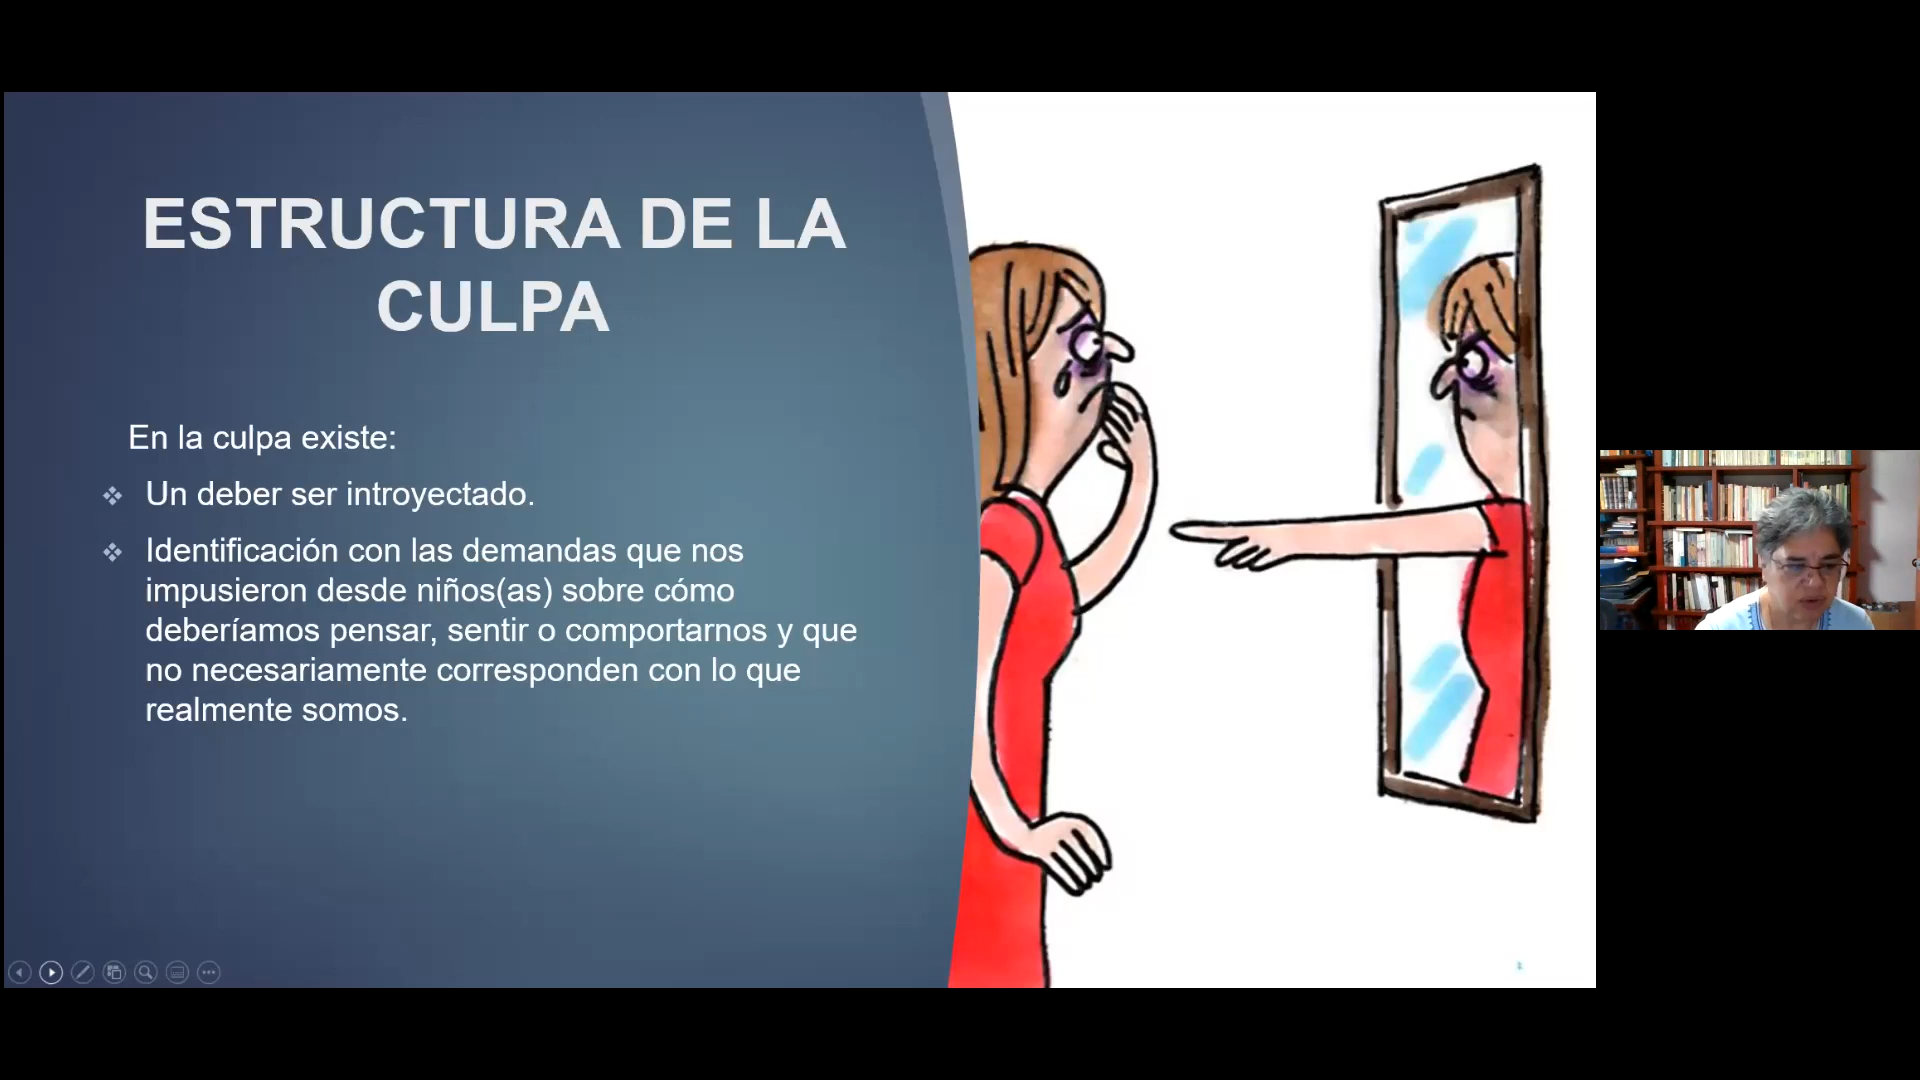 ESTRUCTURA DE LA
CULPA
En la culpa existe:
Un deber ser introyectado.
Identificación con las demandas que nos
impusieron desde niños(as) sobre cómo
deberíamos pensar, sentir o comportarnos y que
no necesariamente corresponden con lo que
realmente somos.